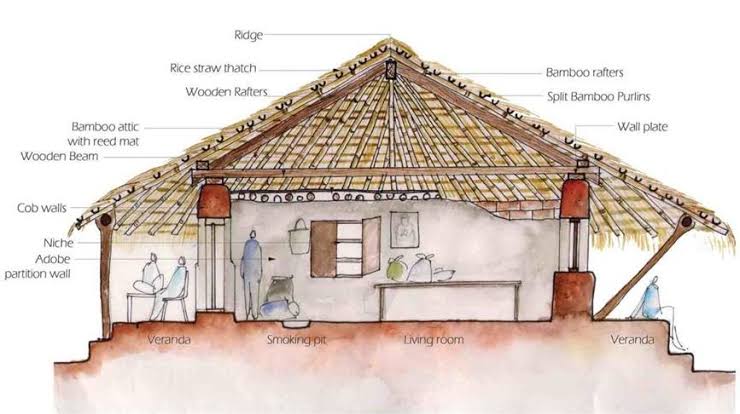 Ridge
Rice straw thatch
Bamboo rafters
Wooden Rafters
Split Bamboo Purlins
Bamboo attic
with reed mat
Wall plate
Wooden Beam
Cob walls
Niche
Adobe
partition wall
Veranda
Smoking pit
Living room
Veranda